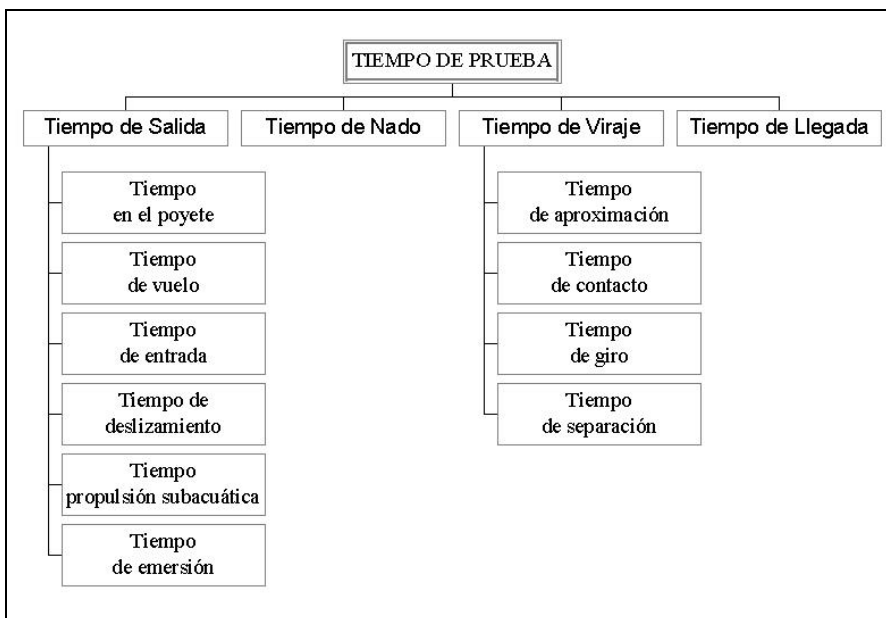 TIEMPO DE PRUEBA
Tiempo de Salida
Tiempo de Nado
Tiempo de Viraje
Tiempo de Llegada
Tiempo
en el poyete
Tiempo
de vuelo
Tiempo
de entrada
Tiempo de
deslizamiento
Tiempo
propulsión subacuática
Tiempo
de emersión
Tiempo
de aproximación
Tiempo
de contacto
Tiempo
de giro
Tiempo
de separación